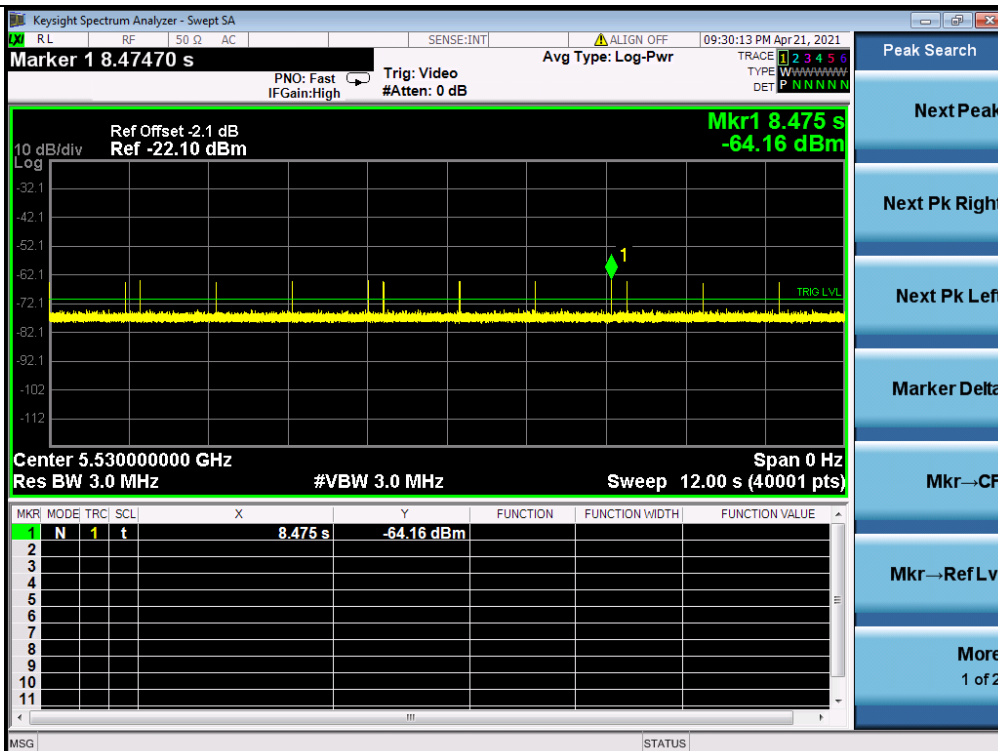 Keysight Spectrum Analyzer - Swept SA
LXI RL RF 50 Ω AC SENSE:INT ALIGN OFF 09:30:13 PM Apr 21, 2021
Marker 1 8.47470 s
PNO: Fast
IFGain:High
Trig: Video
#Atten: 0 dB
Avg Type: Log-Pwr
TRACE 1 2 3 4 5 6
TYPE WWWWWW
DET P N N N N N
Ref Offset -2.1 dB
10 dB/div Ref -22.10 dBm
Log
Mkr1 8.475 s
-64.16 dBm
-32.1
-42.1
-52.1
1
-62.1
TRIG LVL
-72.1
-82.1
-92.1
-102
-112
Center 5.530000000 GHz Span 0 Hz
Res BW 3.0 MHz #VBW 3.0 MHz Sweep 12.00 s (40001 pts)
MKR MODE TRC SCL X Y FUNCTION FUNCTION WIDTH FUNCTION VALUE
1 N 1 t 8.475 s -64.16 dBm
2
3
4
5
6
7
8
9
10
11
MSG STATUS
Peak Search
Next Peak
Next Pk Right
Next Pk Left
Marker Delta
Mkr→CF
Mkr→Ref Lv
More
1 of 2